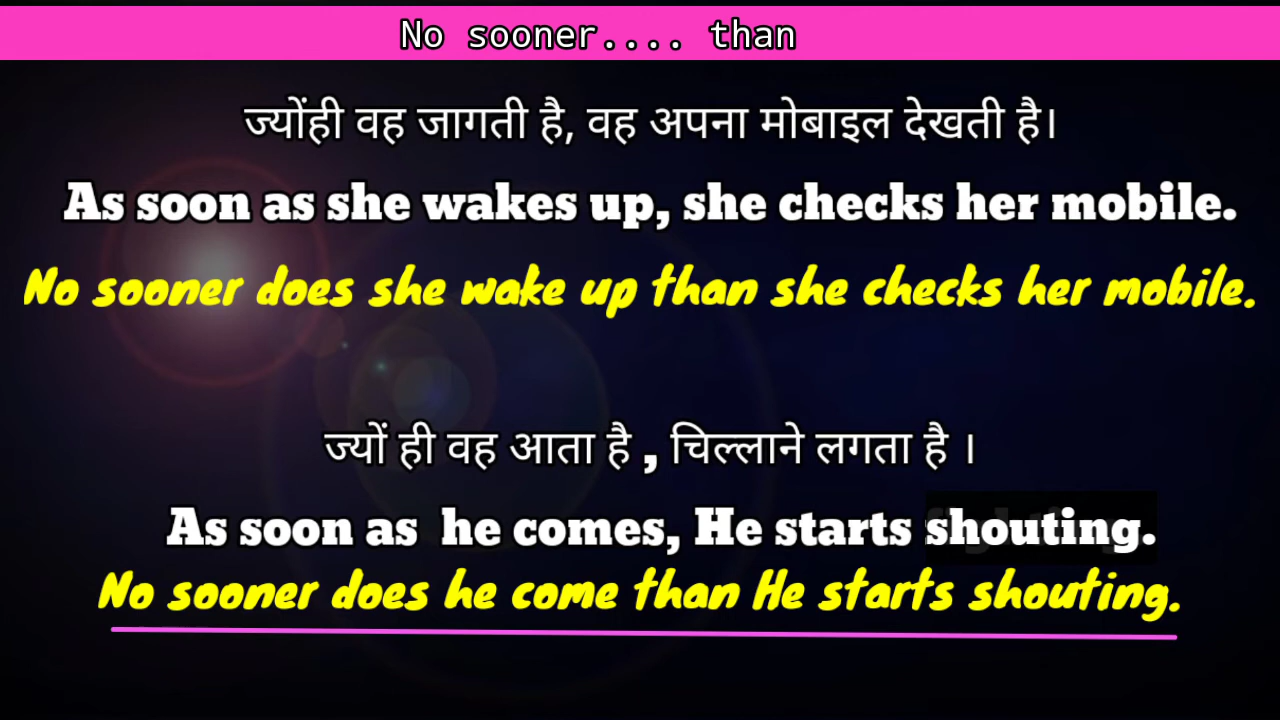 No sooner.... than
ज्योंही वह जागती है, वह अपना मोबाइल देखती है।
As soon as she wakes up, she checks her mobile.
No sooner does she wake up than she checks her mobile.
ज्यों ही वह आता है , चिल्लाने लगता है ।
As soon as he comes, He starts shouting.
No sooner does he come than He starts shouting.